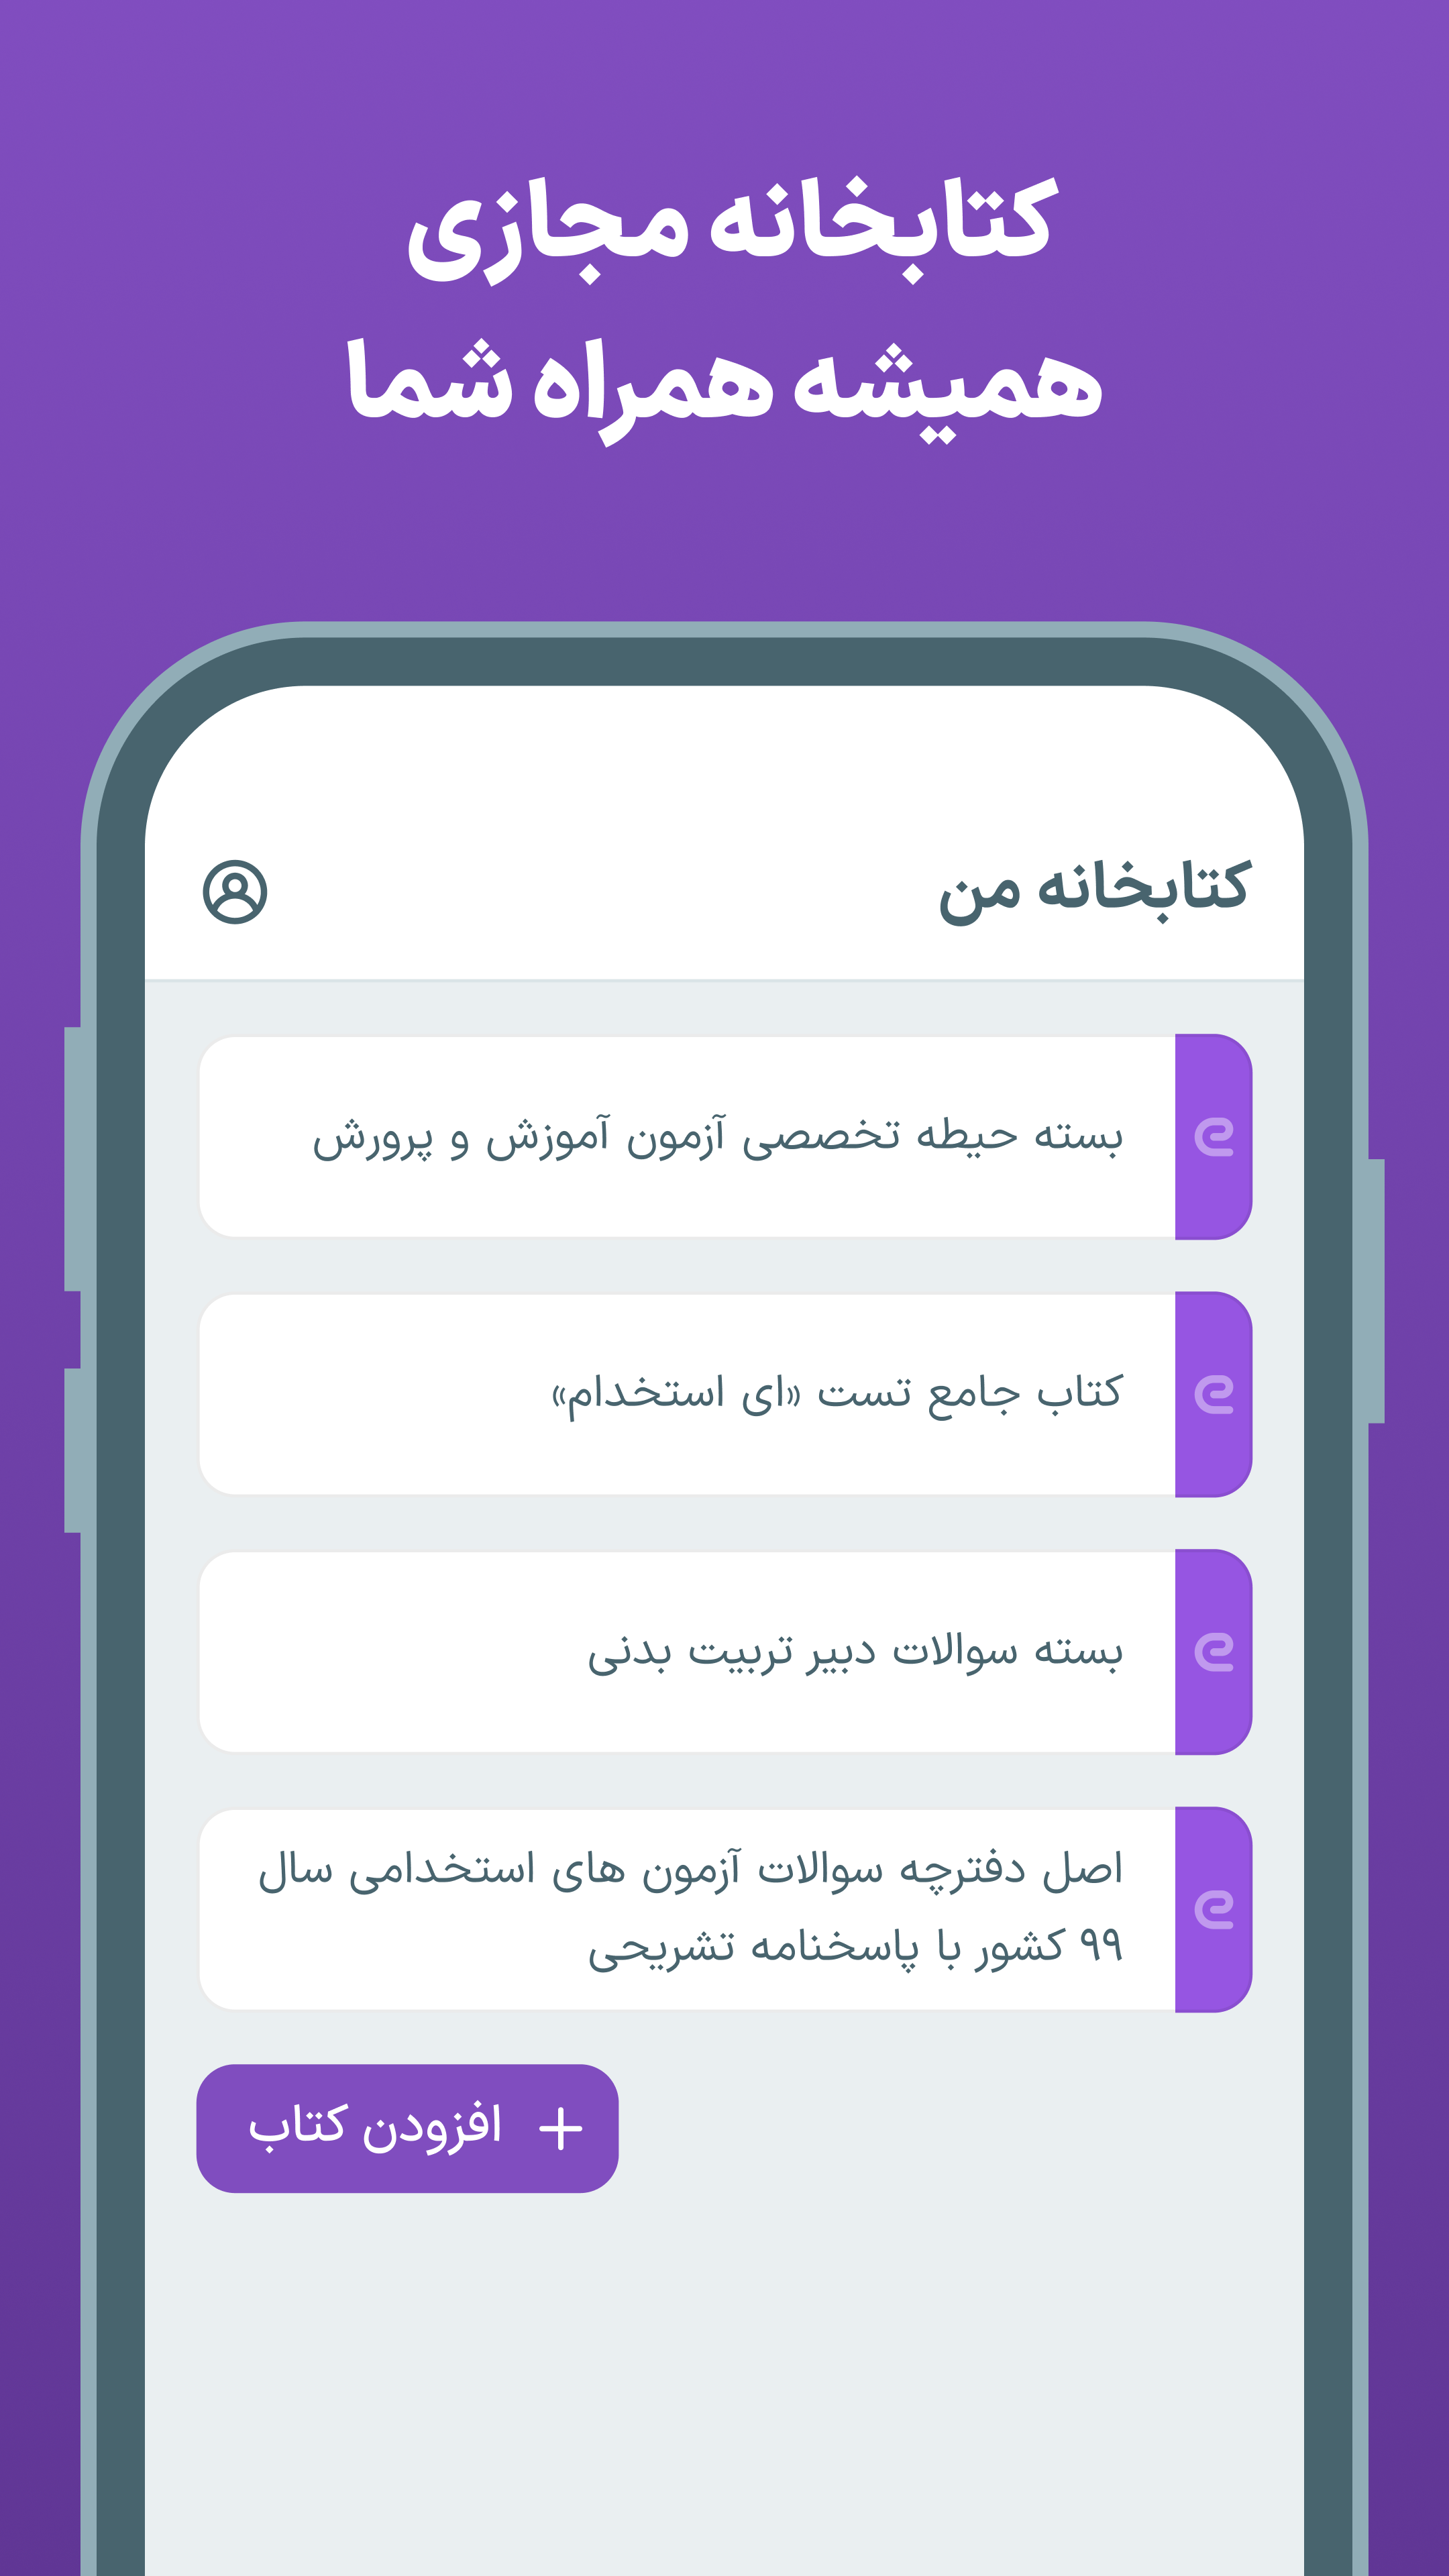 کتابخانه مجازی
همیشه همراه شما
کتابخانه من
بسته حیطه تخصصی آزمون آموزش و پرورش
کتاب جامع تست «ای استخدام»
بسته سوالات دبیر تربیت بدنی
اصل دفترچه سوالات آزمون های استخدامی سال
۹۹ کشور با پاسخنامه تشریحی
+ افزودن کتاب